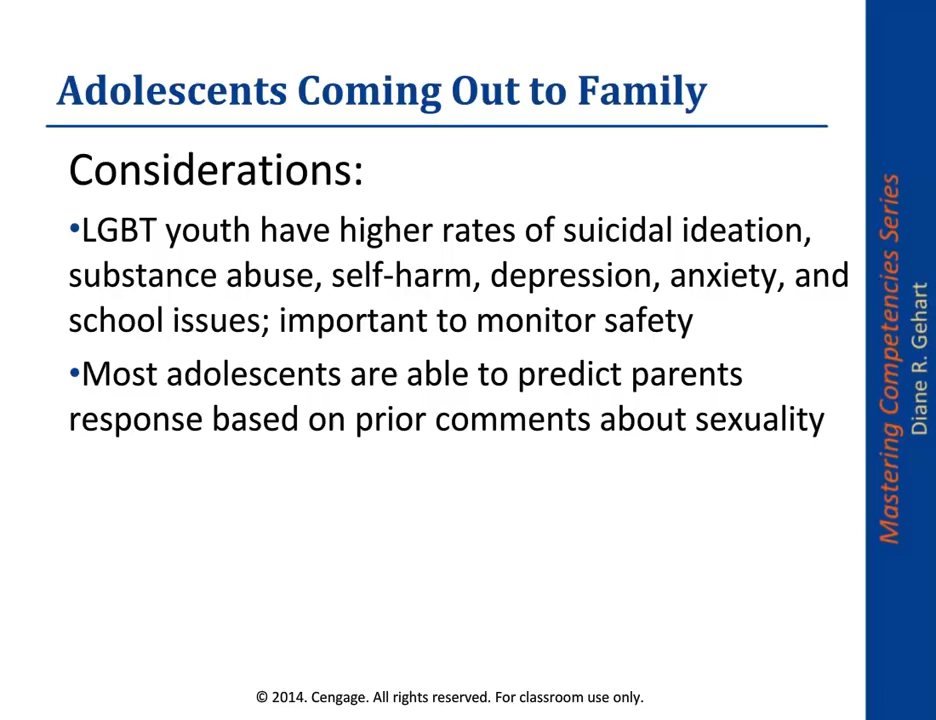 Adolescents Coming Out to Family
Considerations:
•LGBT youth have higher rates of suicidal ideation,
substance abuse, self-harm, depression, anxiety, and
school issues; important to monitor safety
•Most adolescents are able to predict parents
response based on prior comments about sexuality
Mastering Competencies Series
Diane R. Gehart
© 2014. Cengage. All rights reserved. For classroom use only.